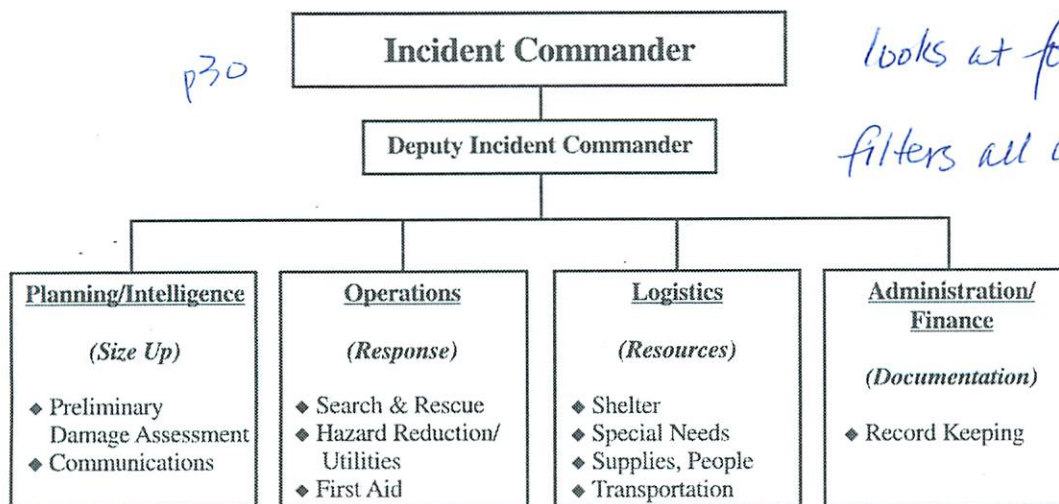 Incident Commander
p30
looks at
filters all
Deputy Incident Commander
Planning/Intelligence
(Size Up)
◆ Preliminary
Damage Assessment
◆ Communications
Operations
(Response)
◆ Search & Rescue
◆ Hazard Reduction/
Utilities
◆ First Aid
Logistics
(Resources)
◆ Shelter
◆ Special Needs
◆ Supplies, People
◆ Transportation
Administration/
Finance
(Documentation)
◆ Record Keeping